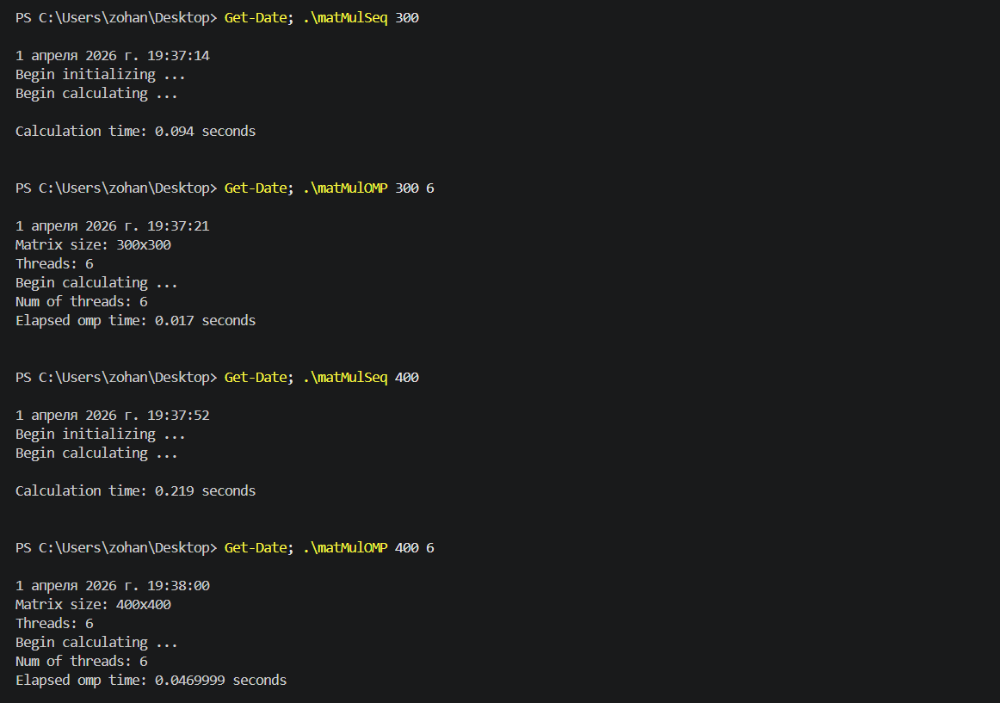 PS C:\Users\zohan\Desktop> Get-Date; .\matMulSeq 300
1 апреля 2026 г. 19:37:14
Begin initializing ...
Begin calculating ...
Calculation time: 0.094 seconds
PS C:\Users\zohan\Desktop> Get-Date; .\matMulOMP 300 6
1 апреля 2026 г. 19:37:21
Matrix size: 300x300
Threads: 6
Begin calculating ...
Num of threads: 6
Elapsed omp time: 0.017 seconds
PS C:\Users\zohan\Desktop> Get-Date; .\matMulSeq 400
1 апреля 2026 г. 19:37:52
Begin initializing ...
Begin calculating ...
Calculation time: 0.219 seconds
PS C:\Users\zohan\Desktop> Get-Date; .\matMulOMP 400 6
1 апреля 2026 г. 19:38:00
Matrix size: 400x400
Threads: 6
Begin calculating ...
Num of threads: 6
Elapsed omp time: 0.0469999 seconds